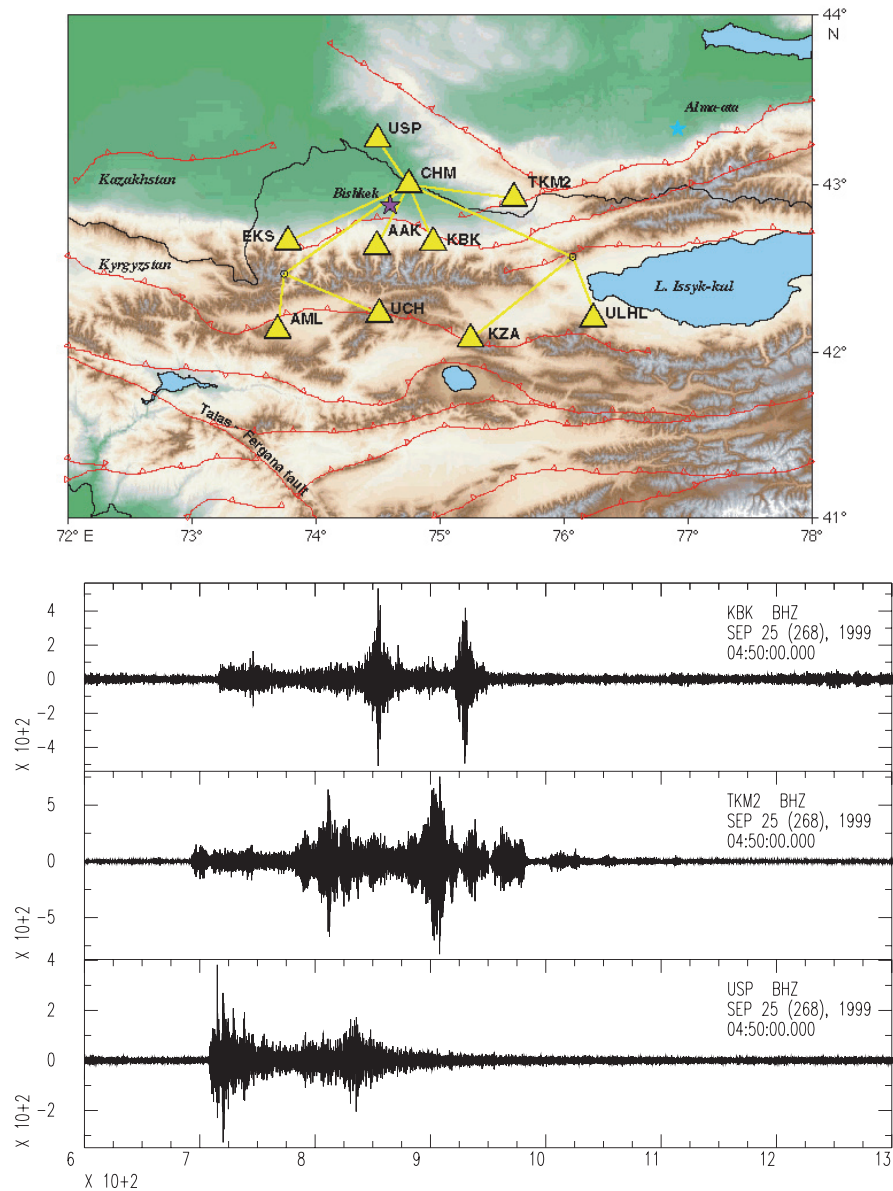 44°
N
Alma-ata
USP
CHM
TKM2
Kazakhstan
Bishkek
43°
EKS
AAK
KBK
Kyrgyzstan
L. Issyk-kul
AML
UCH
KZA
ULHL
42°
Talas - Fergana fault
41°
72° E
73°
74°
75°
76°
77°
78°
4
2
0
-2
-4
X 10+2
KBK BHZ
SEP 25 (268), 1999
04:50:00.000
5
0
-5
X 10+2
TKM2 BHZ
SEP 25 (268), 1999
04:50:00.000
4
2
0
-2
X 10+2
USP BHZ
SEP 25 (268), 1999
04:50:00.000
6 7 8 9 10 11 12 13
X 10+2